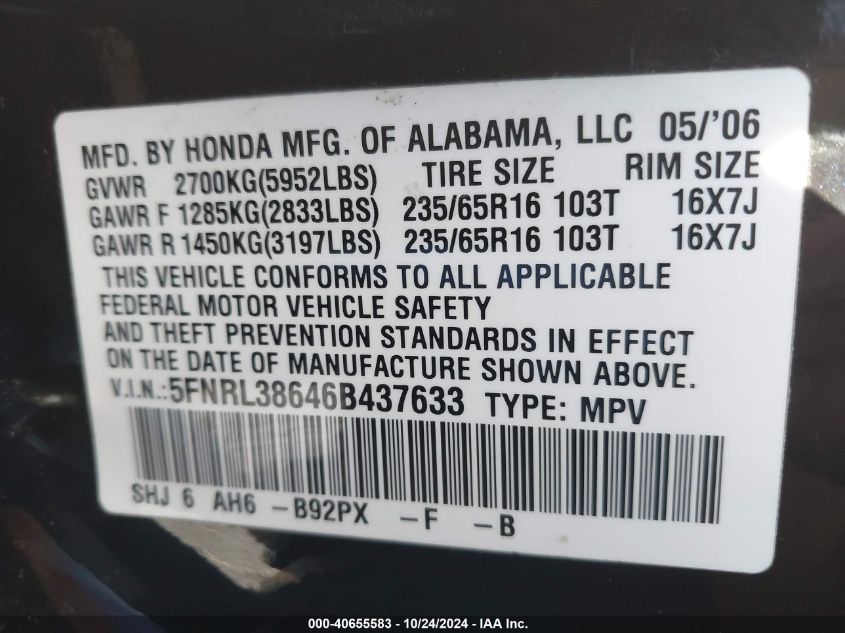 MFD. BY HONDA MFG. OF ALABAMA, LLC 05/'06
GVWR 2700KG(5952LBS) TIRE SIZE RIM SIZE
GAWR F 1285KG(2833LBS) 235/65R16 103T 16X7J
GAWR R 1450KG(3197LBS) 235/65R16 103T 16X7J
THIS VEHICLE CONFORMS TO ALL APPLICABLE
FEDERAL MOTOR VEHICLE SAFETY
AND THEFT PREVENTION STANDARDS IN EFFECT
ON THE DATE OF MANUFACTURE SHOWN ABOVE.
V.I.N.:5FNRL38646B437633 TYPE: MPV
SHJ 6 AH6 -B92PX -F -B
000-40655583 - 10/24/2024 - IAA Inc.